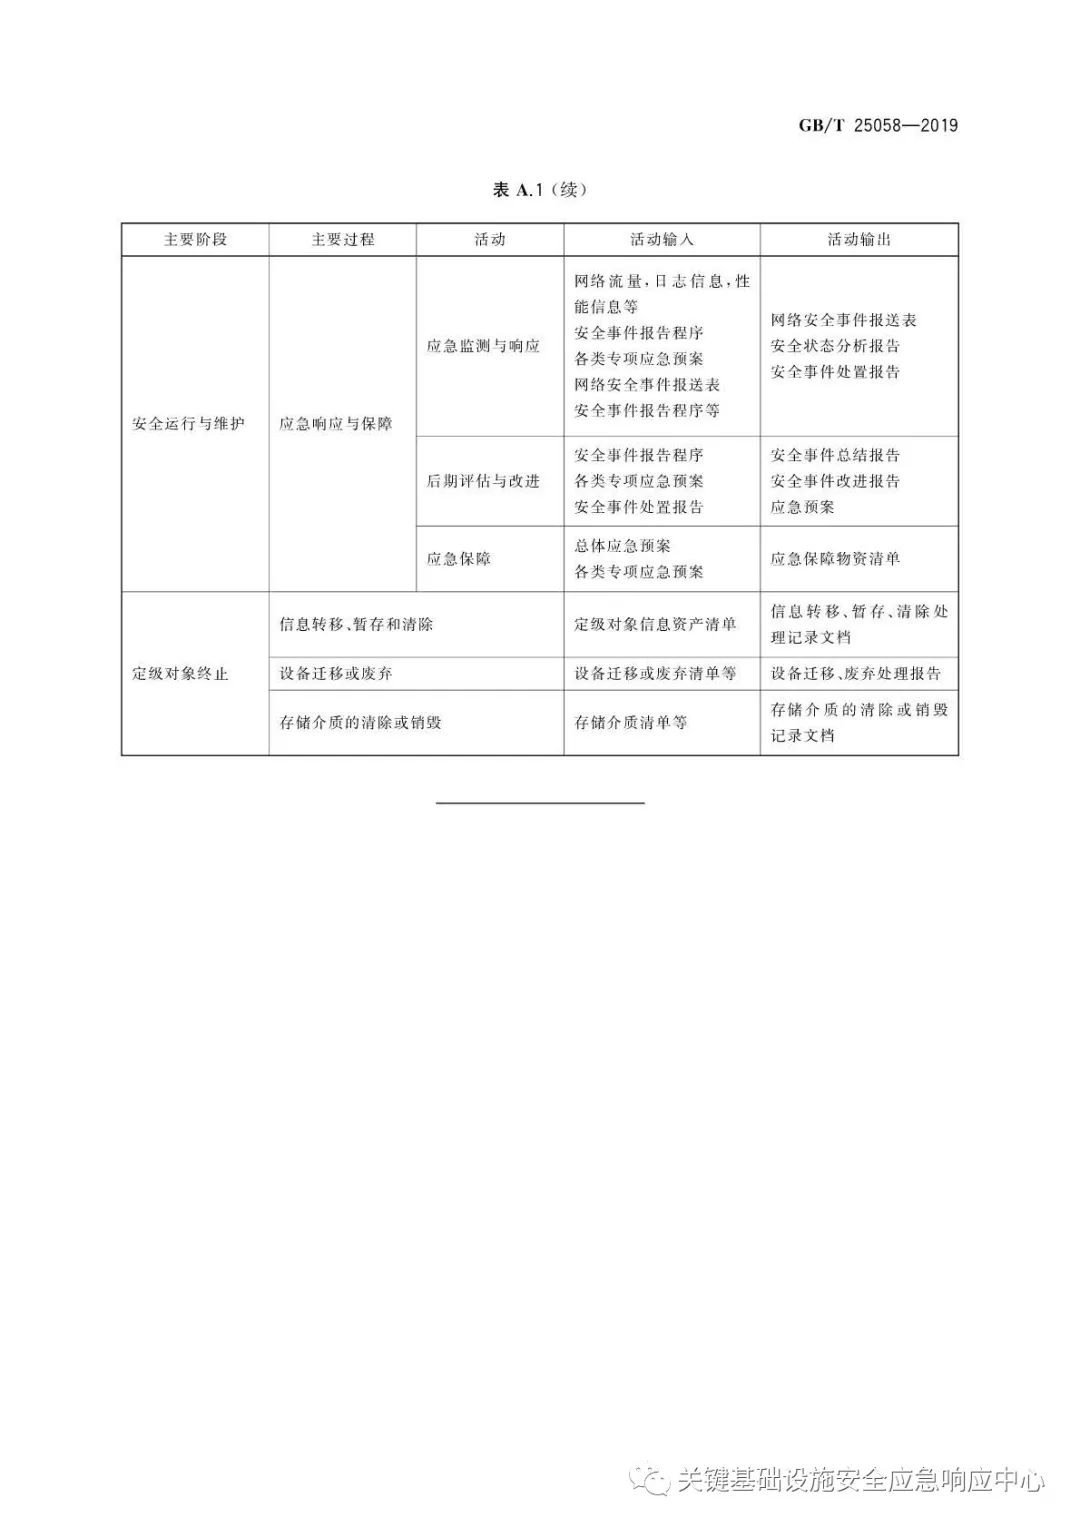 GB/T 25058—2019
表 A.1(续)
主要阶段
主要过程
活动
活动输入
活动输出
安全运行与维护
应急响应与保障
应急监测与响应
网络流量,日志信息,性
能信息等
安全事件报告程序
各类专项应急预案
网络安全事件报送表
安全事件报告程序等
网络安全事件报送表
安全状态分析报告
安全事件处置报告
后期评估与改进
安全事件报告程序
各类专项应急预案
安全事件处置报告
安全事件总结报告
安全事件改进报告
应急预案
应急保障
总体应急预案
各类专项应急预案
应急保障物资清单
定级对象终止
信息转移、暂存和清除
定级对象信息资产清单
信息转移、暂存、清除处
理记录文档
设备迁移或废弃
设备迁移或废弃清单等
设备迁移、废弃处理报告
存储介质的清除或销毁
存储介质清单等
存储介质的清除或销毁
记录文档
关键基础设施安全应急响应中心